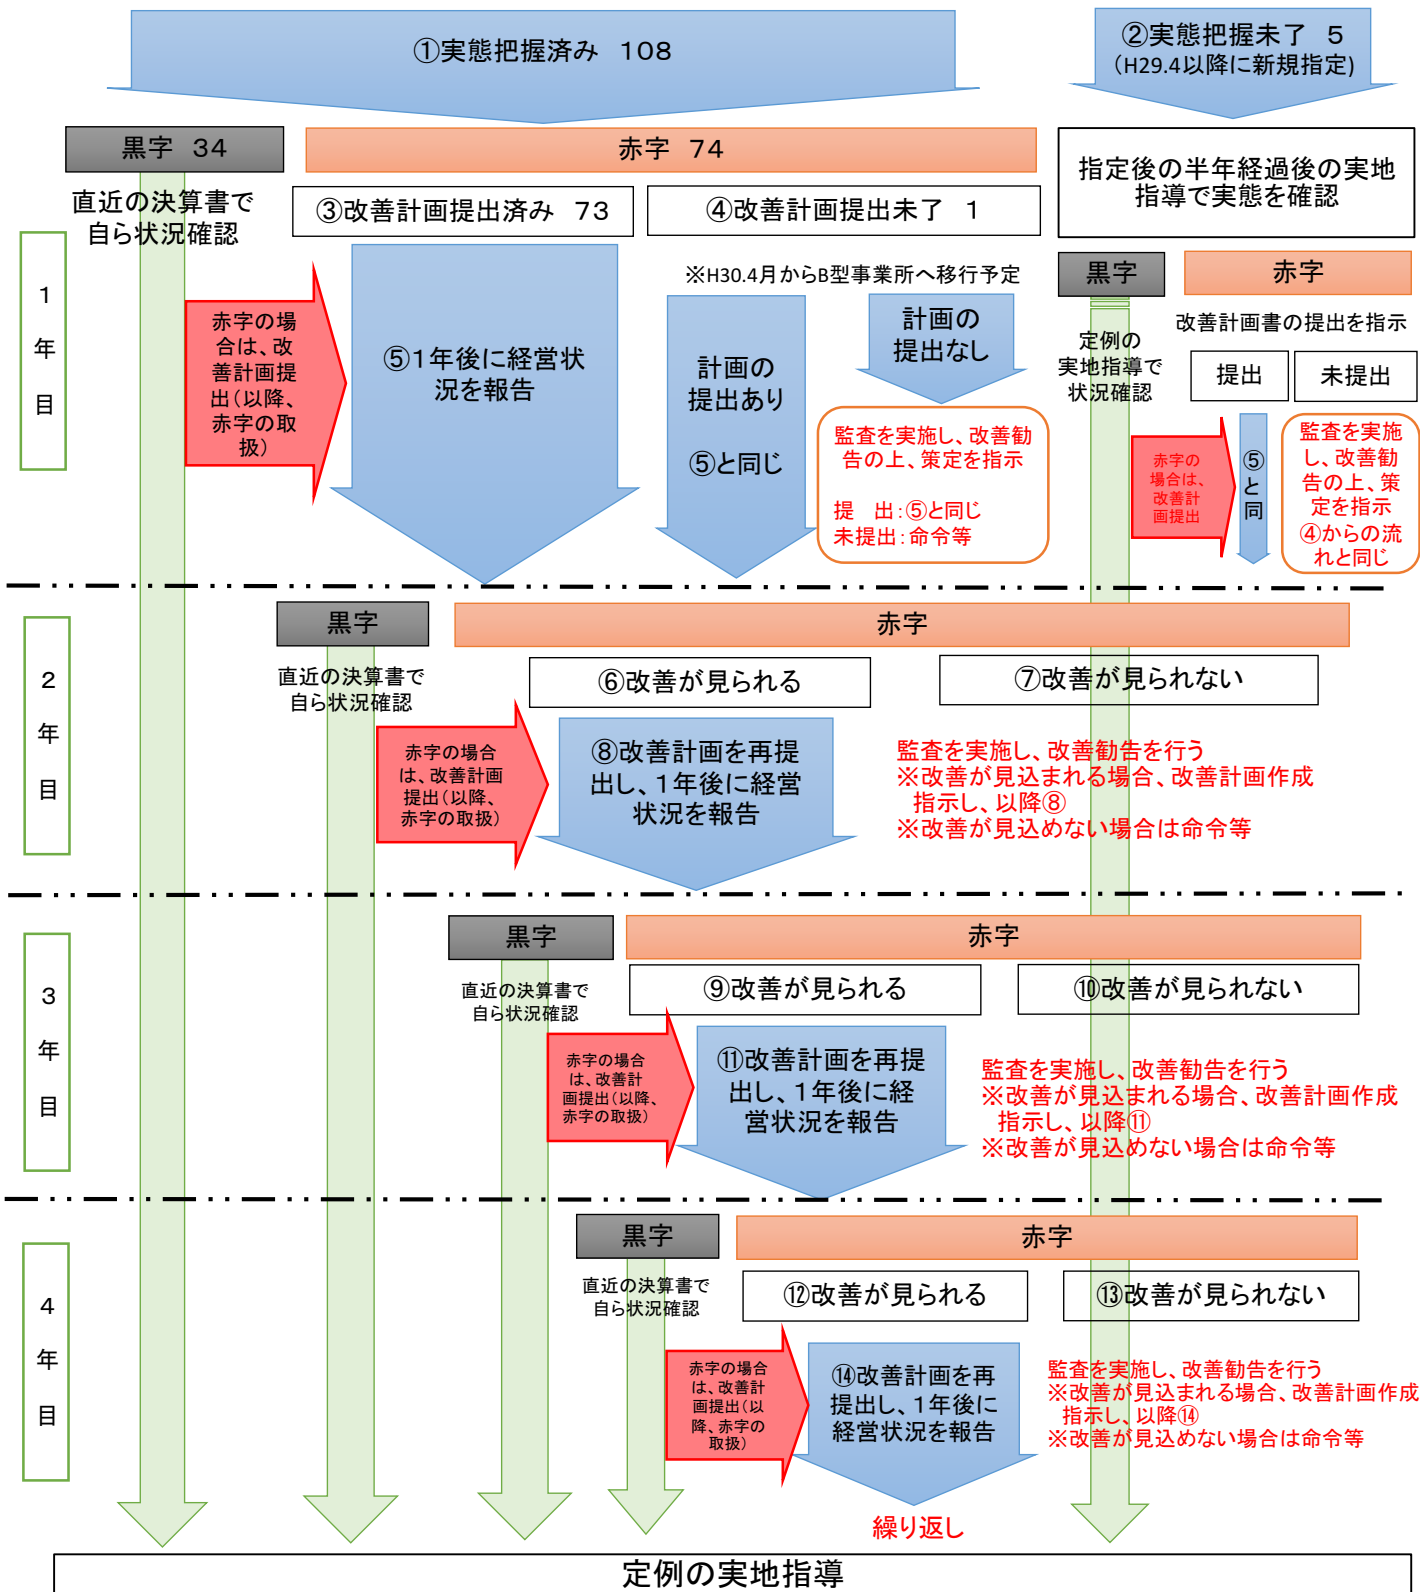 ①実態把握済み １０８
②実態把握未了 ５
（H29.4以降に新規指定)
黒字 ３４
赤字 ７４
指定後の半年経過後の実地
指導で実態を確認
直近の決算書で
自ら状況確認
③改善計画提出済み ７３
④改善計画提出未了 １
１
年
目
赤字の場
合は、改
善計画提
出（以降、
赤字の取
扱）
⑤１年後に経営状
況を報告
※H30.4月からB型事業所へ移行予定
計画の
提出あり
⑤と同じ
計画の
提出なし
監査を実施し、改善勧
告の上、策定を指示
提　出：⑤と同じ
未提出：命令等
黒字
赤字
定例の
実地指導で
状況確認
改善計画書の提出を指示
提出
未提出
赤字の
場合は、
改善計
画提出
⑤
と
同
監査を実施
し、改善勧
告の上、策
定を指示
④からの流
れと同じ
２
年
目
黒字
赤字
直近の決算書で
自ら状況確認
⑥改善が見られる
⑦改善が見られない
赤字の場合
は、改善計画
提出（以降、
赤字の取扱）
⑧改善計画を再提
出し、１年後に経営
状況を報告
監査を実施し、改善勧告を行う
※改善が見込まれる場合、改善計画作成
指示し、以降⑧
※改善が見込めない場合は命令等
３
年
目
黒字
赤字
直近の決算書で
自ら状況確認
⑨改善が見られる
⑩改善が見られない
赤字の場合
は、改善計
画提出（以降、
赤字の取扱）
⑪改善計画を再提
出し、１年後に経
営状況を報告
監査を実施し、改善勧告を行う
※改善が見込まれる場合、改善計画作成
指示し、以降⑪
※改善が見込めない場合は命令等
４
年
目
黒字
赤字
直近の決算書で
自ら状況確認
⑫改善が見られる
⑬改善が見られない
赤字の場合
は、改善計
画提出（以
降、赤字の
取扱）
⑭改善計画を再
提出し、１年後に
経営状況を報告
監査を実施し、改善勧告を行う
※改善が見込まれる場合、改善計画作成
指示し、以降⑭
※改善が見込めない場合は命令等
繰り返し
定例の実地指導